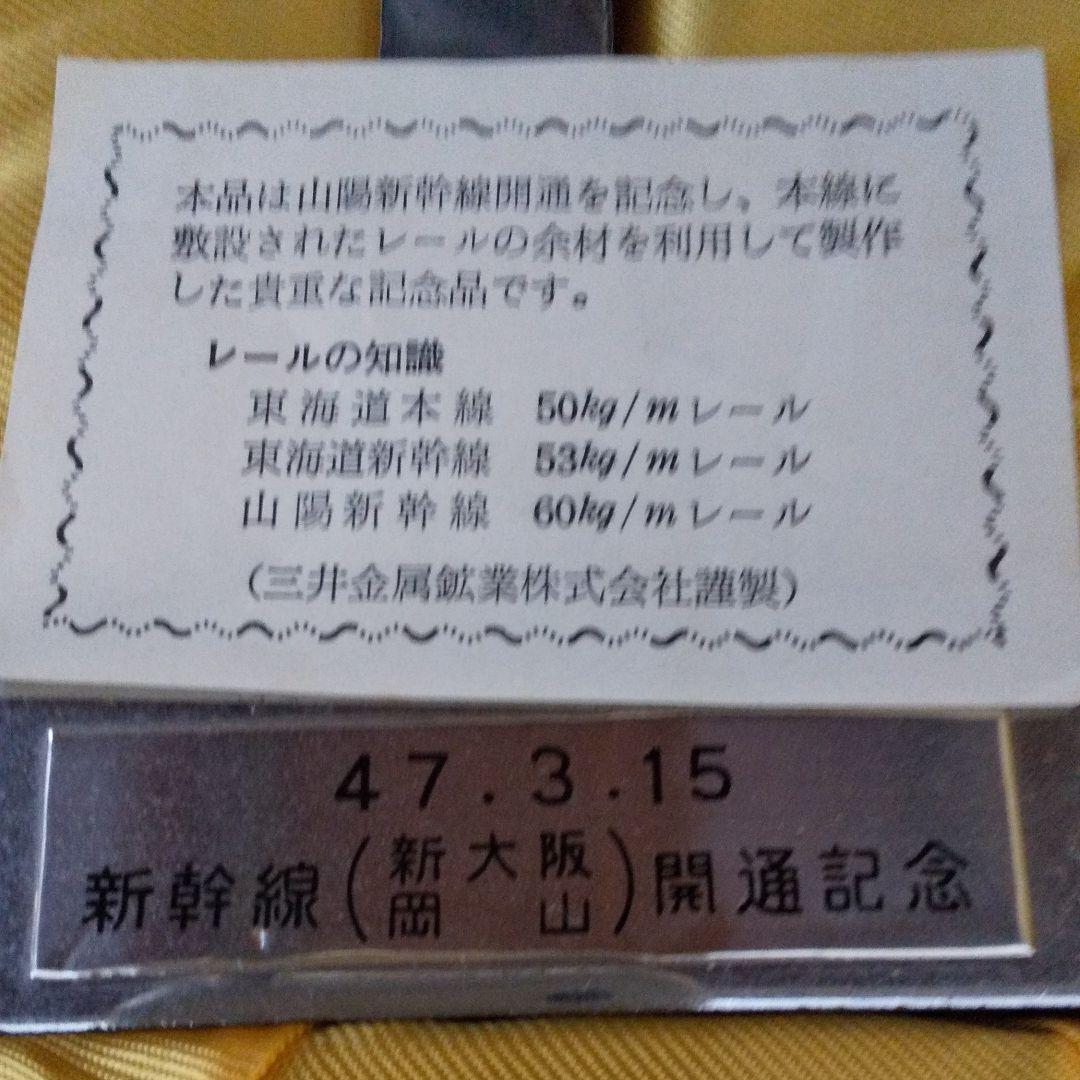 本品は山陽新幹線開通を記念し、本線に
敷設されたレールの余材を利用して製作
した貴重な記念品です。
レールの知識
東海道本線 50kg/mレール
東海道新幹線 53kg/mレール
山陽新幹線 60kg/mレール
(三井金属鉱業株式会社謹製)
47.3.15
新幹線(新大阪
岡山)開通記念